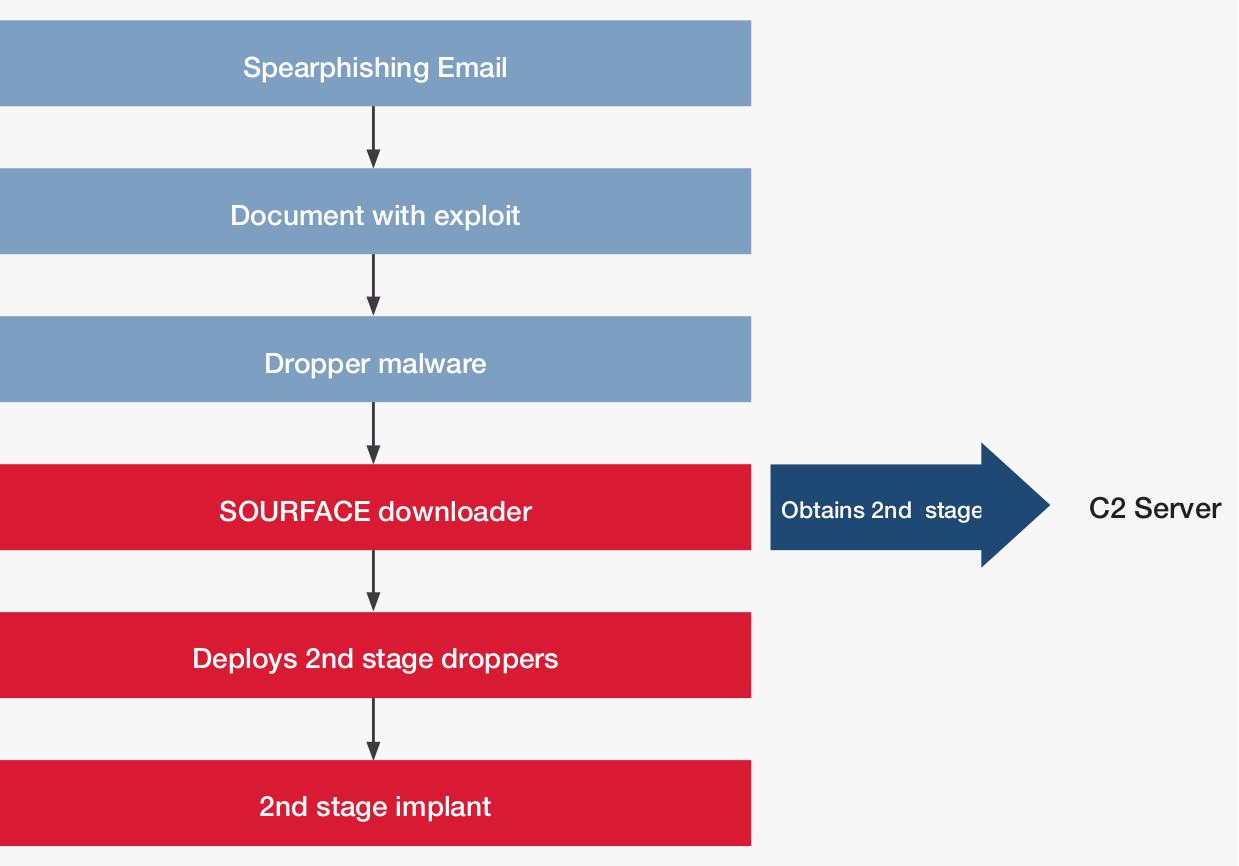 Spearphishing Email
Document with exploit
Dropper malware
SOURFACE downloader
Obtains 2nd stage
C2 Server
Deploys 2nd stage droppers
2nd stage implant